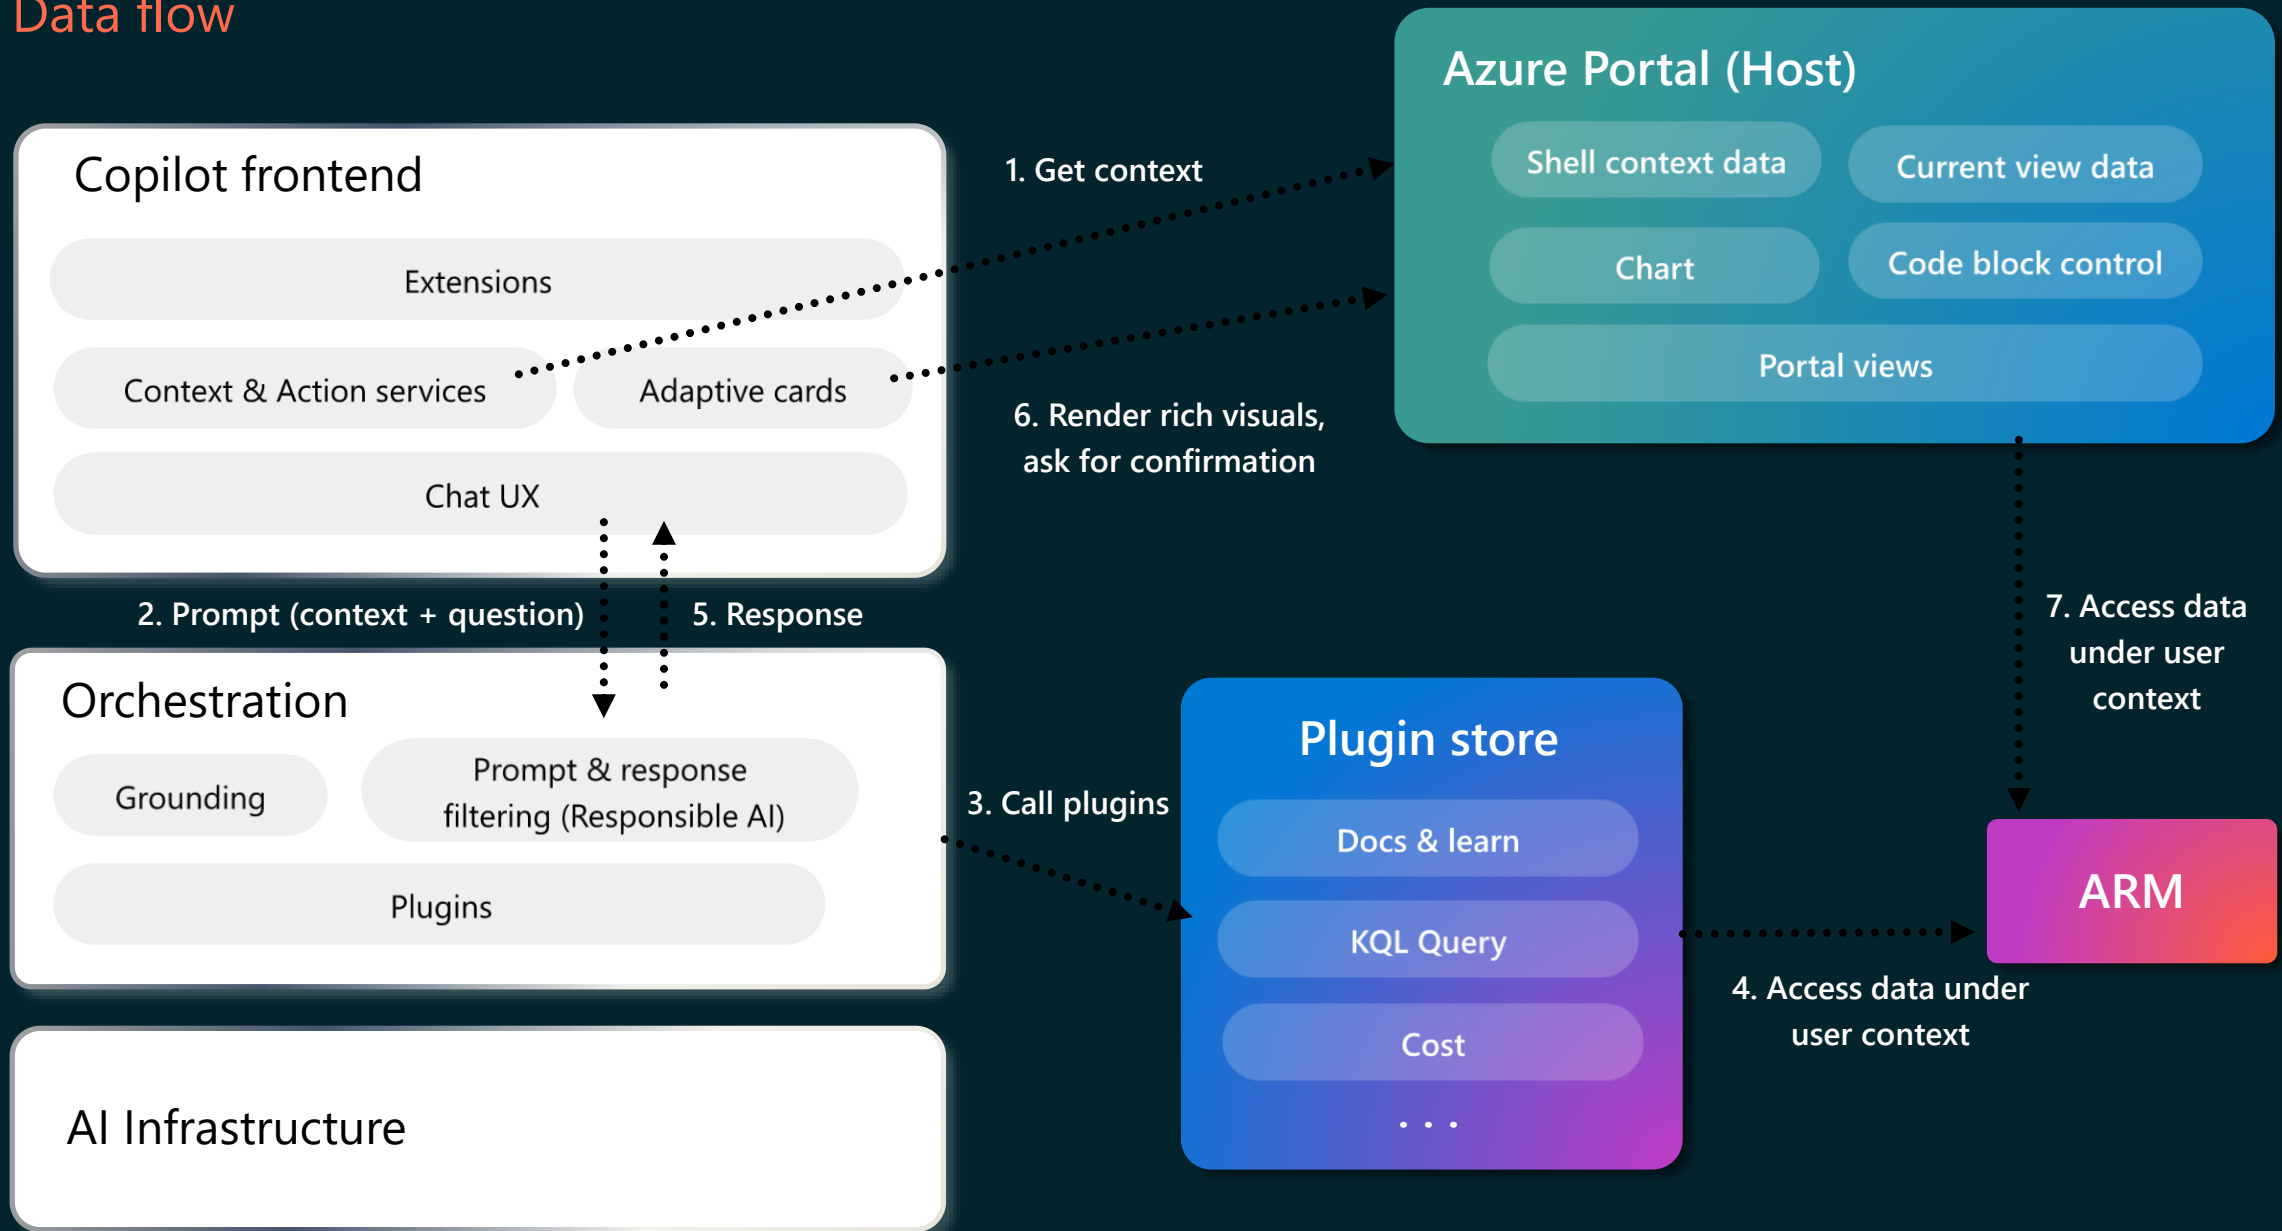 Data flow
Copilot frontend
Extensions
Context & Action services
Adaptive cards
Chat UX
1. Get context
6. Render rich visuals,
ask for confirmation
Azure Portal (Host)
Shell context data
Current view data
Chart
Code block control
Portal views
2. Prompt (context + question)
5. Response
Orchestration
Grounding
Prompt & response
filtering (Responsible AI)
Plugins
3. Call plugins
Plugin store
Docs & learn
KQL Query
Cost
...
4. Access data under
user context
7. Access data
under user
context
ARM
AI Infrastructure